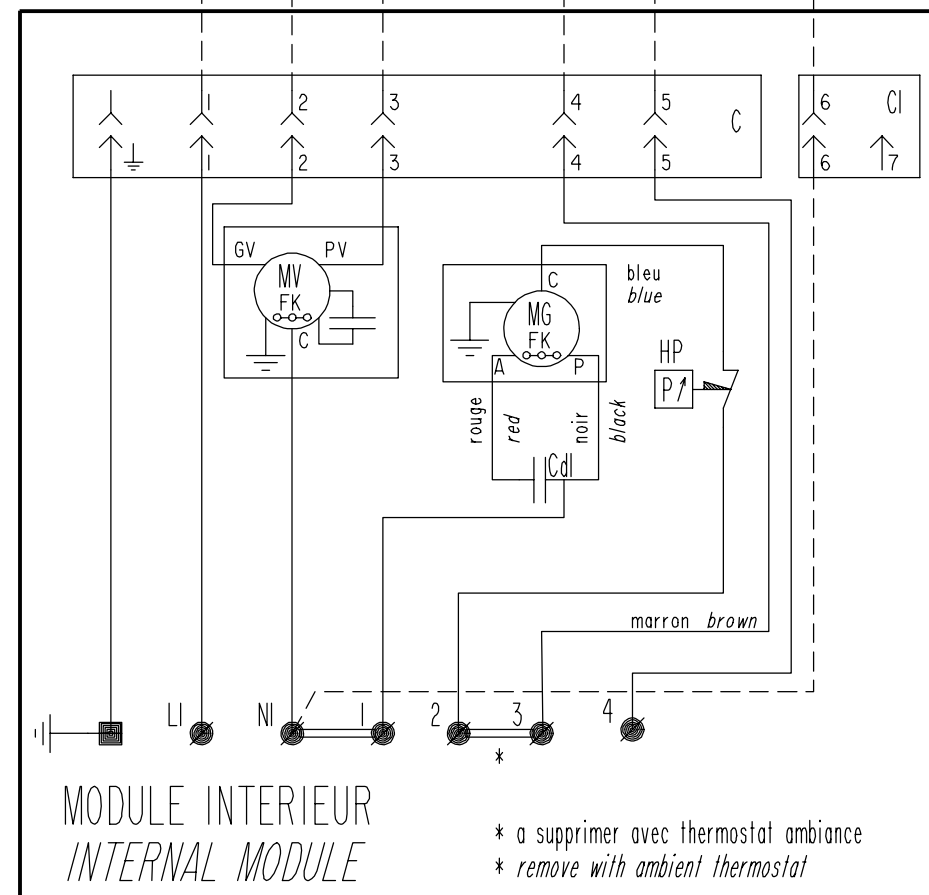 1 2 3 4 5 6 CI
C
1 2 3 4 5 6 7
GV PV
MV
FK
C
C
MG
FK
A P
bleu
blue
HP
P
rouge
red
noir
black
CdI
marron brown
LI NI 1 2 3 4
*
MODULE INTERIEUR
INTERNAL MODULE
* a supprimer avec thermostat ambiance
* remove with ambient thermostat